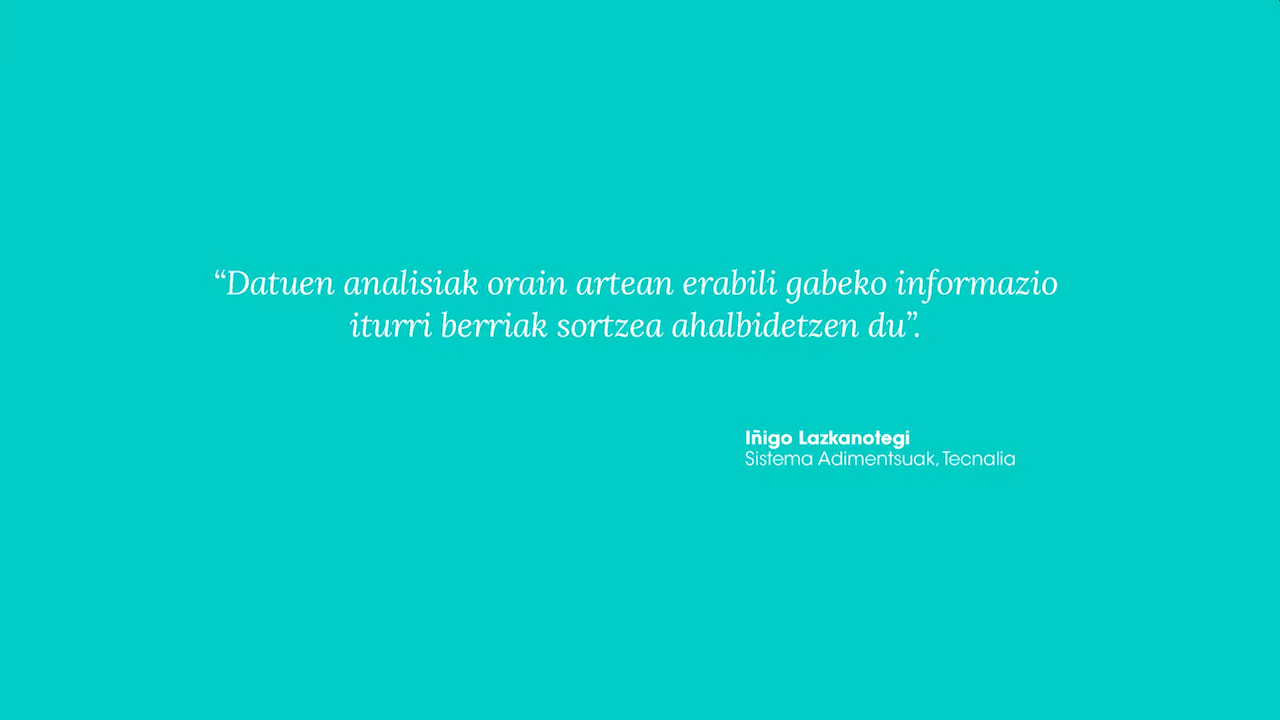 “Datuen analisiak orain artean erabili gabeko informazio
iturri berriak sortzea ahalbidetzen du”.
Iñigo Lazkanotegi
Sistema Adimentsuak, Tecnalia